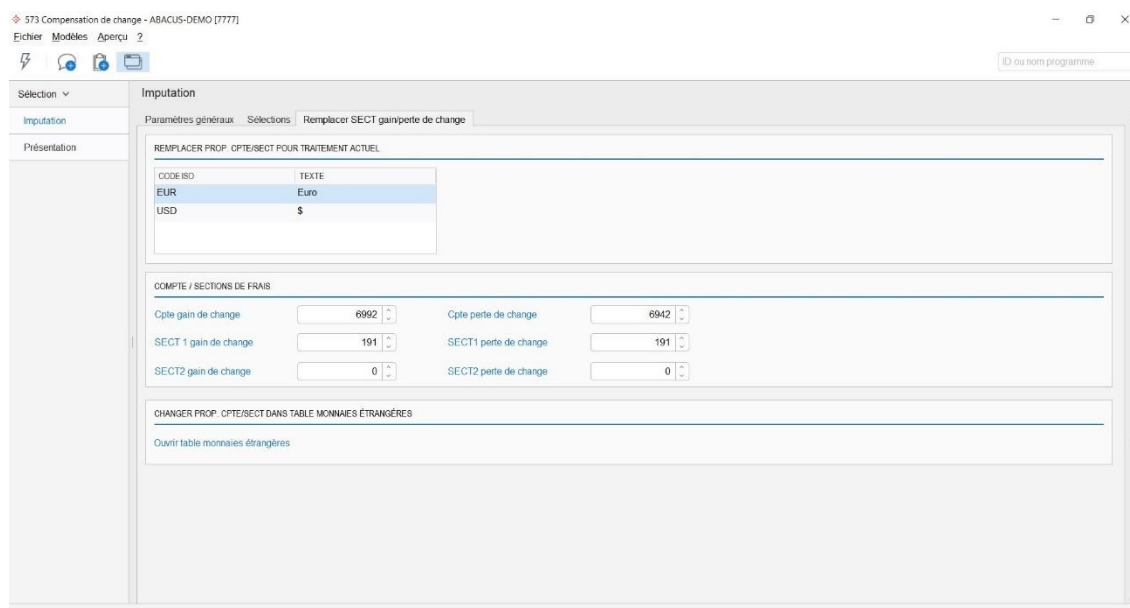 573 Compensation de change - ABACUS-DEMO [7777]
Eichier Modèles Aperçu ?
ID ou nom programme
Sélection
Imputation
Imputation
Paramètres généraux Sélections Remplacer SECT gain/perte de change
Présentation
REMPLACER PROP. CPTE/SECT POUR TRAITEMENT ACTUEL
CODE ISO TEXTE
EUR Euro
USD $
COMPTE / SECTIONS DE FRAIS
Cpte gain de change 6992 Cpte perte de change 6942
SECT 1 gain de change 191 SECT1 perte de change 191
SECT2 gain de change 0 SECT2 perte de change 0
CHANGER PROP. CPTE/SECT DANS TABLE MONNAIES ÉTRANGÈRES
Ouvrir table monnaies étrangères